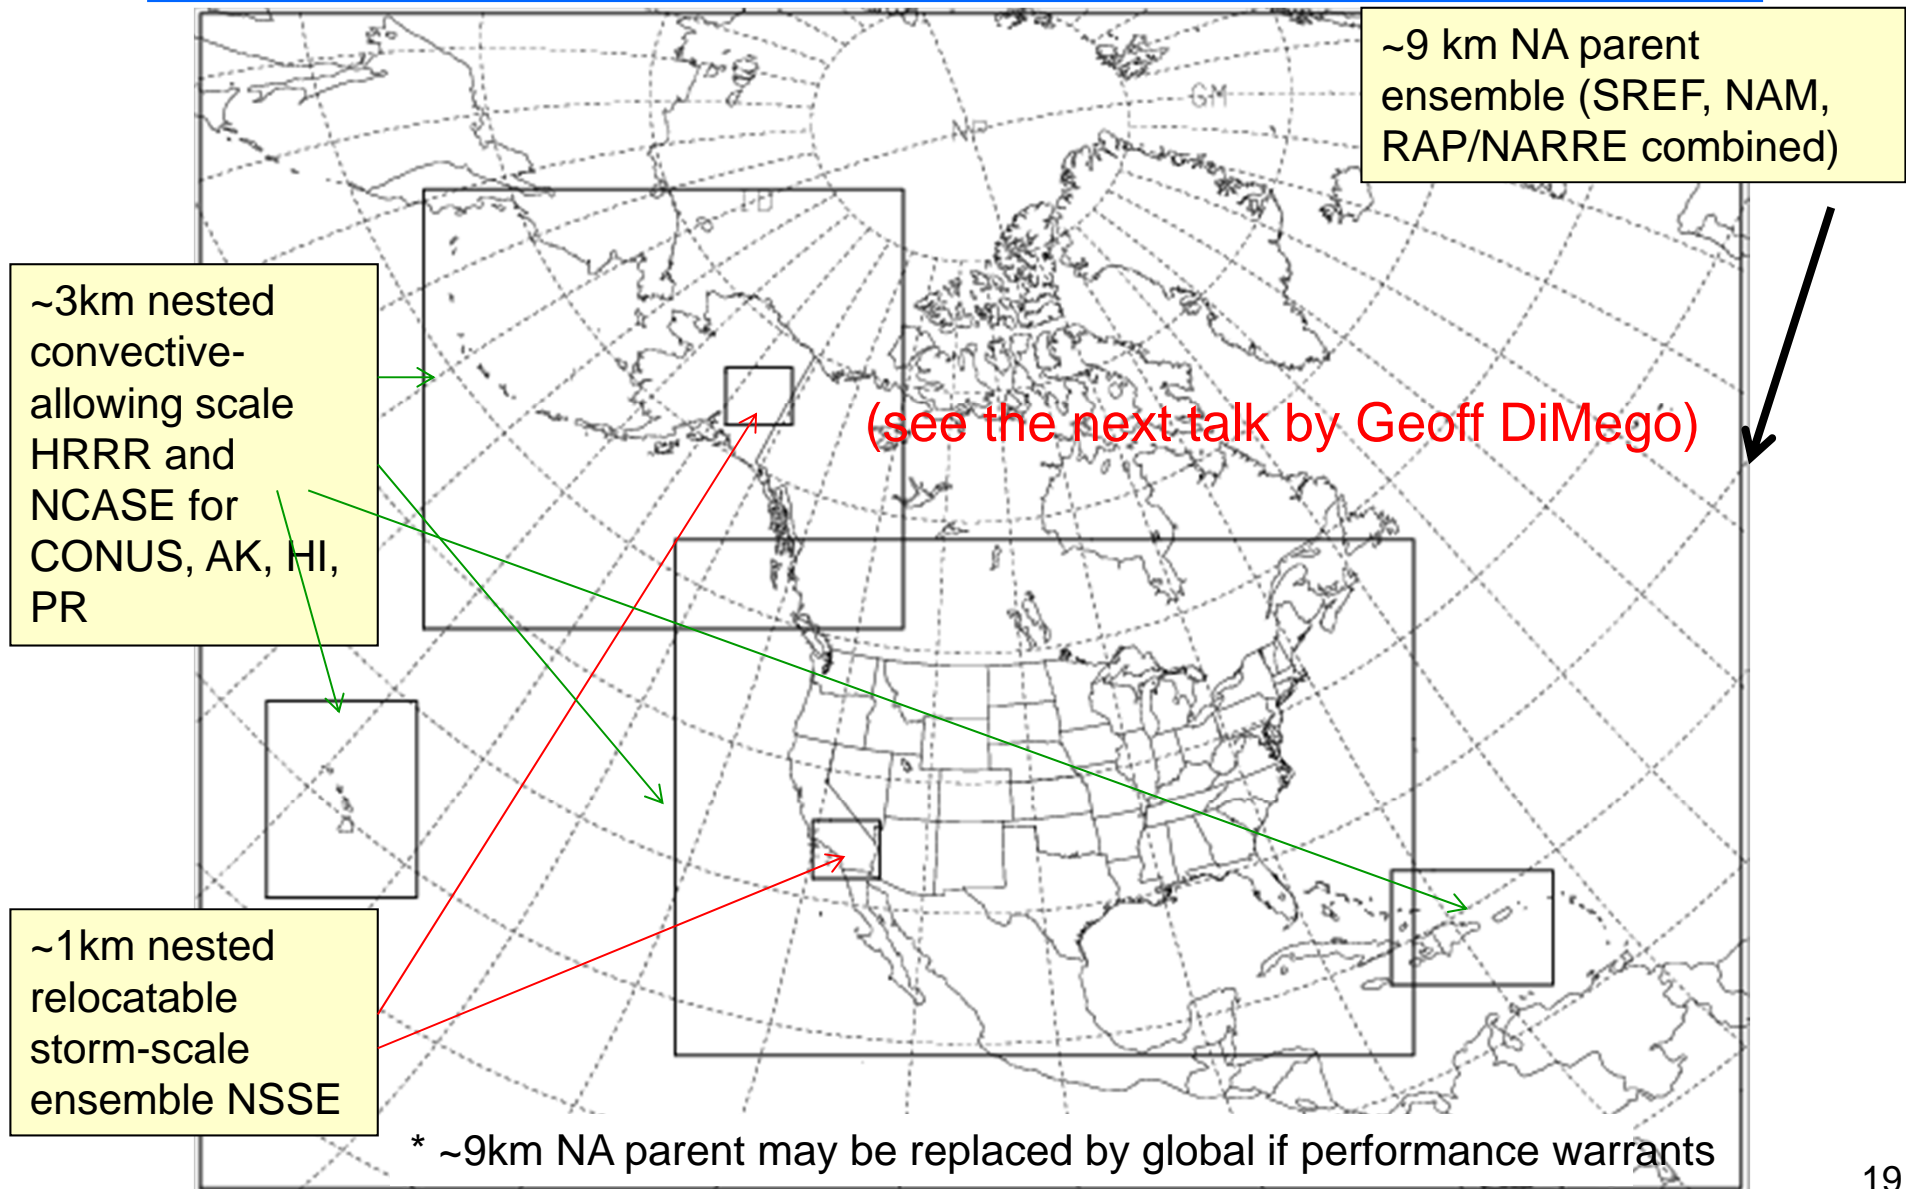 ~9 km NA parent
ensemble (SREF, NAM,
RAP/NARRE combined)
GM
NP
~3km nested
convective-
allowing scale
HRRR and
NCASE for
CONUS, AK, HI,
PR
(see the next talk by Geoff DiMego)
~1km nested
relocatable
storm-scale
ensemble NSSE
* ~9km NA parent may be replaced by global if performance warrants
19